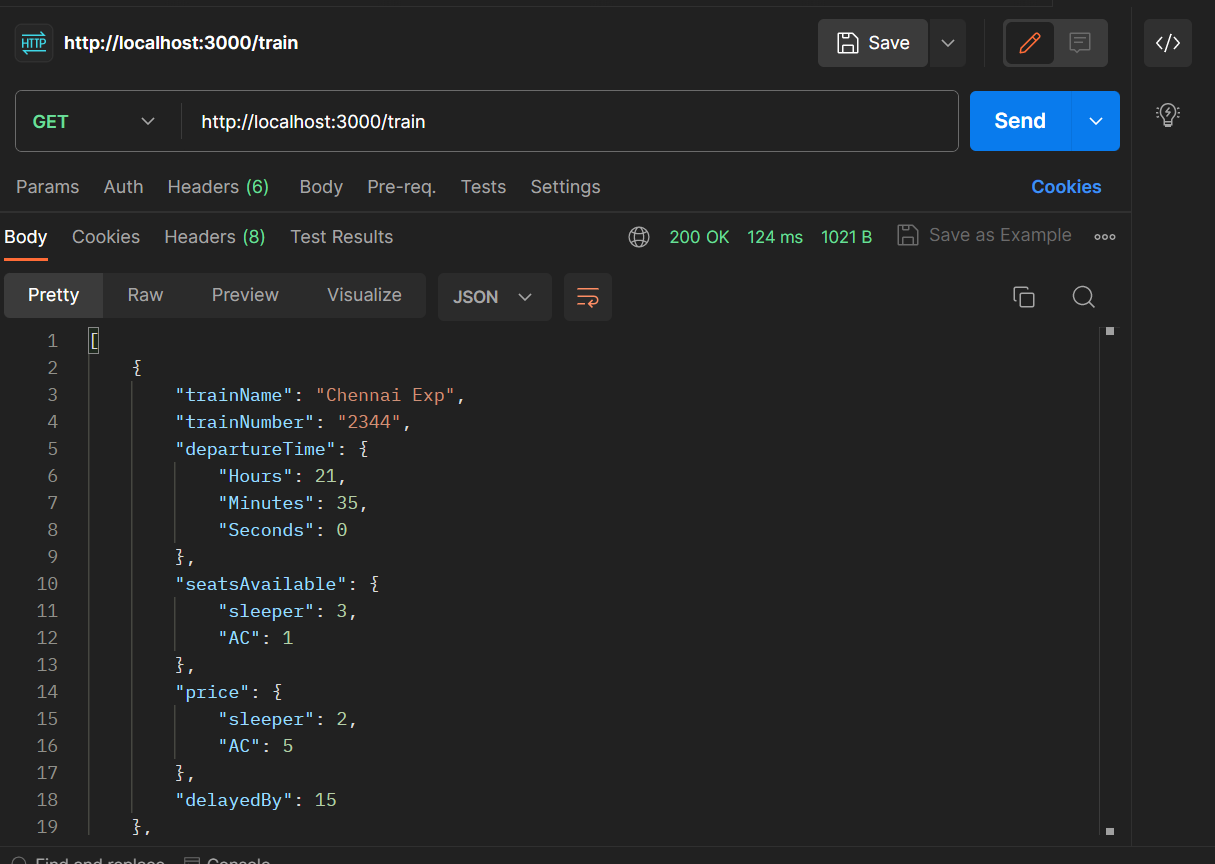 HTTP http://localhost:3000/train Save
GET http://localhost:3000/train Send
Params Auth Headers (6) Body Pre-req. Tests Settings Cookies
Body Cookies Headers (8) Test Results 200 OK 124 ms 1021 B Save as Example
Pretty Raw Preview Visualize JSON
1 [
2 {
3 "trainName": "Chennai Exp",
4 "trainNumber": "2344",
5 "departureTime": {
6 "Hours": 21,
7 "Minutes": 35,
8 "Seconds": 0
9 },
10 "seatsAvailable": {
11 "sleeper": 3,
12 "AC": 1
13 },
14 "price": {
15 "sleeper": 2,
16 "AC": 5
17 },
18 "delayedBy": 15
19 },
Find and replace Console